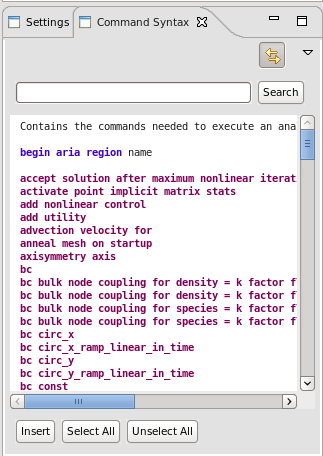 Settings
Command Syntax
Search
Contains the commands needed to execute an ana
begin aria region name
accept solution after maximum nonlinear iterat
activate point implicit matrix stats
add nonlinear control
add utility
advection velocity for
anneal mesh on startup
axisymmetry axis
bc
bc bulk node coupling for density = k factor f
bc bulk node coupling for density = k factor f
bc bulk node coupling for species = k factor f
bc bulk node coupling for species = k factor f
bc circ_x
bc circ_x_ramp_linear_in_time
bc circ_y
bc circ_y_ramp_linear_in_time
bc const
Insert
Select All
Unselect All